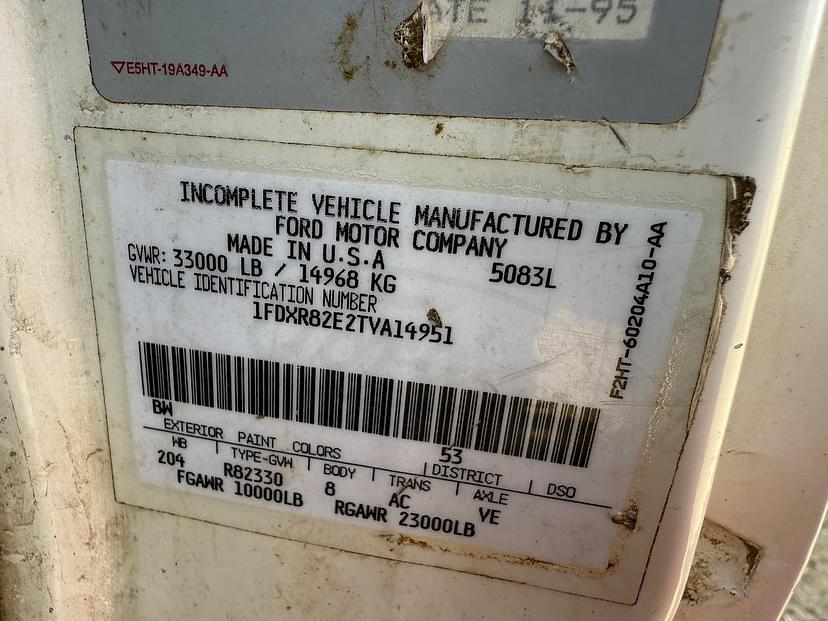 ATE 11-95
E5HT-19A349-AA
INCOMPLETE VEHICLE MANUFACTURED BY
FORD MOTOR COMPANY
MADE IN U.S.A
5083L
GVWR: 33000 LB / 14968 KG
VEHICLE IDENTIFICATION NUMBER
1FDXR82E2TVA14951
F2HT-60204A10-AA
BW
EXTERIOR PAINT COLORS 53 DISTRICT DSO
WB TYPE-GVW BODY TRANS AXLE
204 R82330 8 AC VE
FGAWR 10000LB RGAWR 23000LB